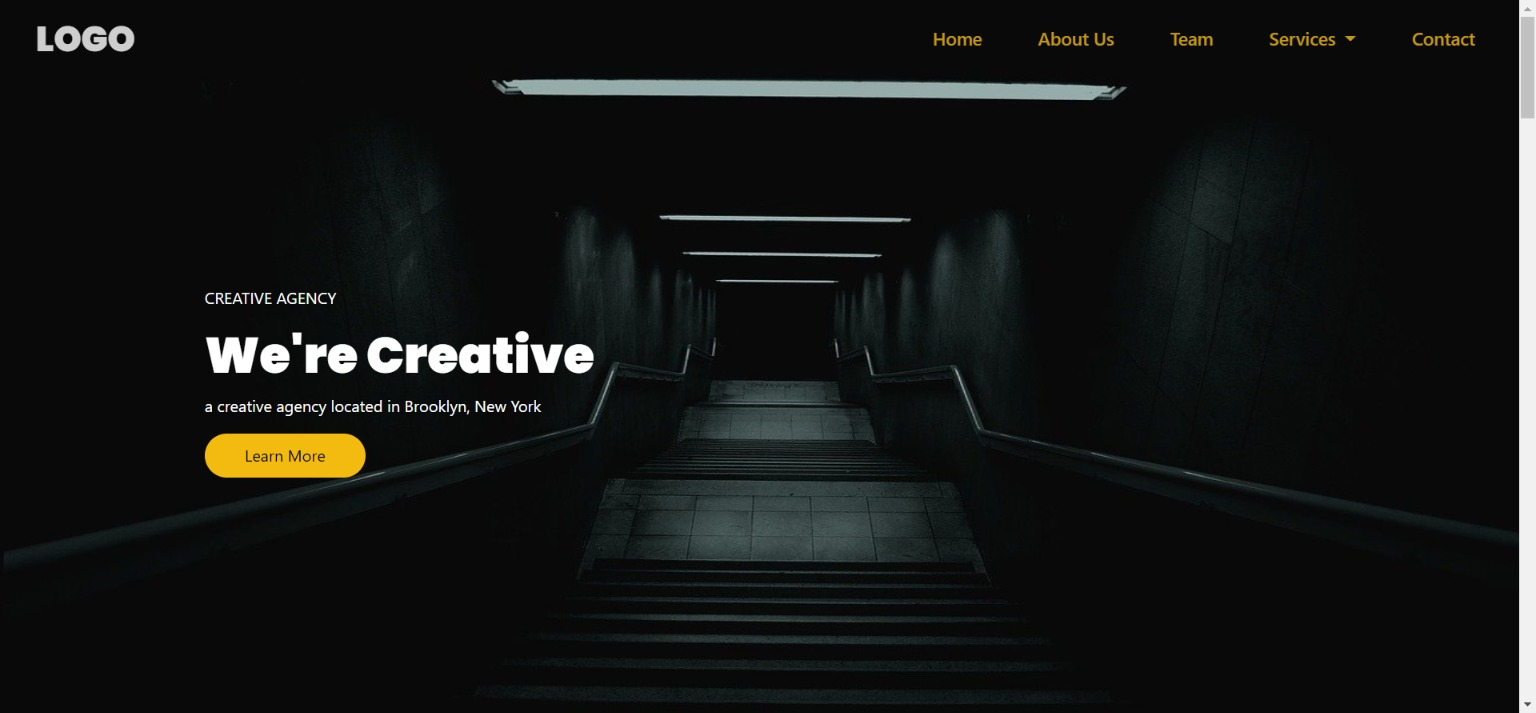 LOGO
Home
About Us
Team
Services
Contact
CREATIVE AGENCY
We're Creative
a creative agency located in Brooklyn, New York
Learn More